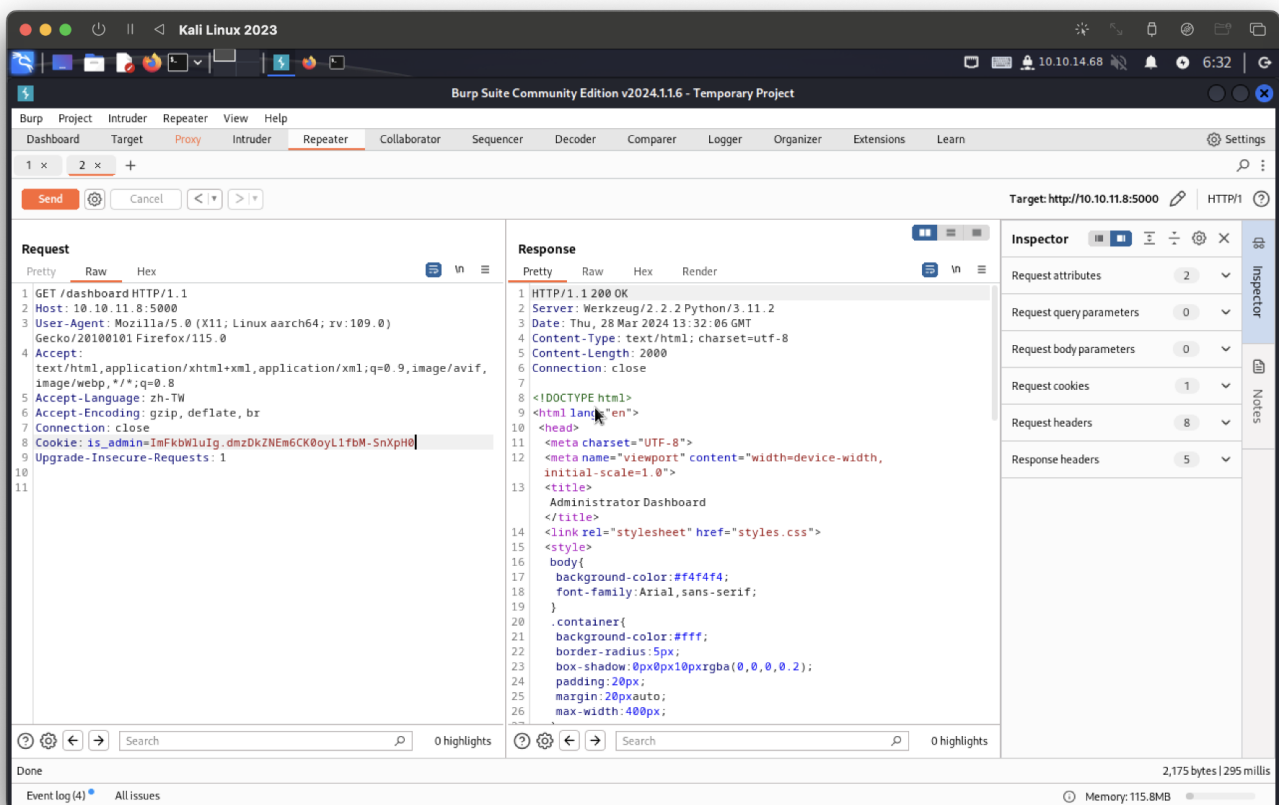 Kali Linux 2023
10.10.14.68 6:32
Burp Suite Community Edition v2024.1.1.6 - Temporary Project
Burp Project Intruder Repeater View Help
Dashboard Target Proxy Intruder Repeater Collaborator Sequencer Decoder Comparer Logger Organizer Extensions Learn Settings
1 × 2 × +
Send Cancel < > Target: http://10.10.11.8:5000 HTTP/1
Request
Pretty Raw Hex \n
1 GET /dashboard HTTP/1.1
2 Host: 10.10.11.8:5000
3 User-Agent: Mozilla/5.0 (X11; Linux aarch64; rv:109.0)
Gecko/20100101 Firefox/115.0
4 Accept:
text/html,application/xhtml+xml,application/xml;q=0.9,image/avif,
image/webp,*/*;q=0.8
5 Accept-Language: zh-TW
6 Accept-Encoding: gzip, deflate, br
7 Connection: close
8 Cookie: is_admin=ImFkbWluIg.dmzDkZNEm6CK0oyL1fbM-SnXpH0
9 Upgrade-Insecure-Requests: 1
10
11
Search 0 highlights
Response
Pretty Raw Hex Render \n
1 HTTP/1.1 200 OK
2 Server: Werkzeug/2.2.2 Python/3.11.2
3 Date: Thu, 28 Mar 2024 13:32:06 GMT
4 Content-Type: text/html; charset=utf-8
5 Content-Length: 2000
6 Connection: close
7
8 <!DOCTYPE html>
9 <html lang="en">
10 <head>
11 <meta charset="UTF-8">
12 <meta name="viewport" content="width=device-width,
initial-scale=1.0">
13 <title>
Administrator Dashboard
</title>
14 <link rel="stylesheet" href="styles.css">
15 <style>
16 body{
17 background-color:#f4f4f4;
18 font-family:Arial,sans-serif;
19 }
20 .container{
21 background-color:#fff;
22 border-radius:5px;
23 box-shadow:0px0px10pxrgba(0,0,0,0.2);
24 padding:20px;
25 margin:20pxauto;
26 max-width:400px;
Search 0 highlights
Inspector
Request attributes 2
Request query parameters 0
Request body parameters 0
Request cookies 1
Request headers 8
Response headers 5
Inspector
Notes
Done 2,175 bytes | 295 millis
Event log (4) All issues Memory: 115.8MB